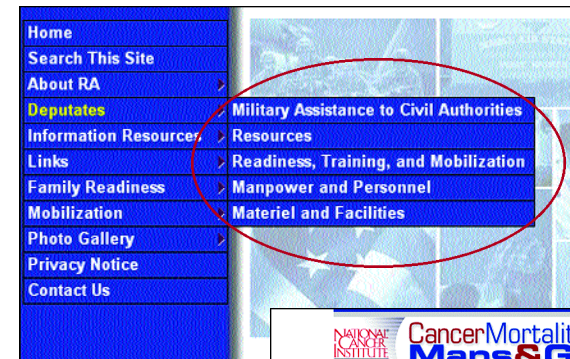 Home
Search This Site
About RA
Deputates
Information Resources
Links
Family Readiness
Mobilization
Photo Gallery
Privacy Notice
Contact Us
Military Assistance to Civil Authorities
Resources
Readiness, Training, and Mobilization
Manpower and Personnel
Materiel and Facilities
NATIONAL
CANCER
INSTITUTE
CancerMortalit
Maps&G